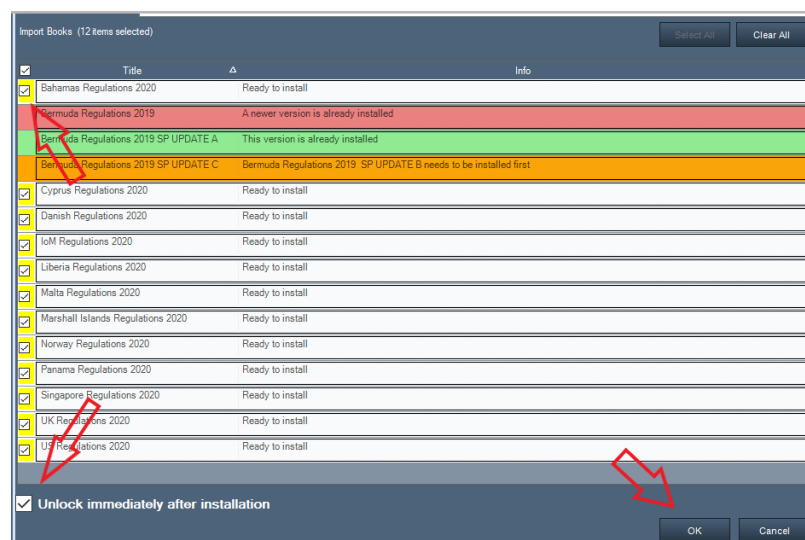 Import Books (12 items selected)
Select All Clear All
Title Info
Bahamas Regulations 2020 Ready to install
Bermuda Regulations 2019 A newer version is already installed
Bermuda Regulations 2019 SP UPDATE A This version is already installed
Bermuda Regulations 2019 SP UPDATE C Bermuda Regulations 2019 SP UPDATE B needs to be installed first
Cyprus Regulations 2020 Ready to install
Danish Regulations 2020 Ready to install
IoM Regulations 2020 Ready to install
Liberia Regulations 2020 Ready to install
Malta Regulations 2020 Ready to install
Marshall Islands Regulations 2020 Ready to install
Norway Regulations 2020 Ready to install
Panama Regulations 2020 Ready to install
Singapore Regulations 2020 Ready to install
UK Regulations 2020 Ready to install
US Regulations 2020 Ready to install
Unlock immediately after installation
OK Cancel